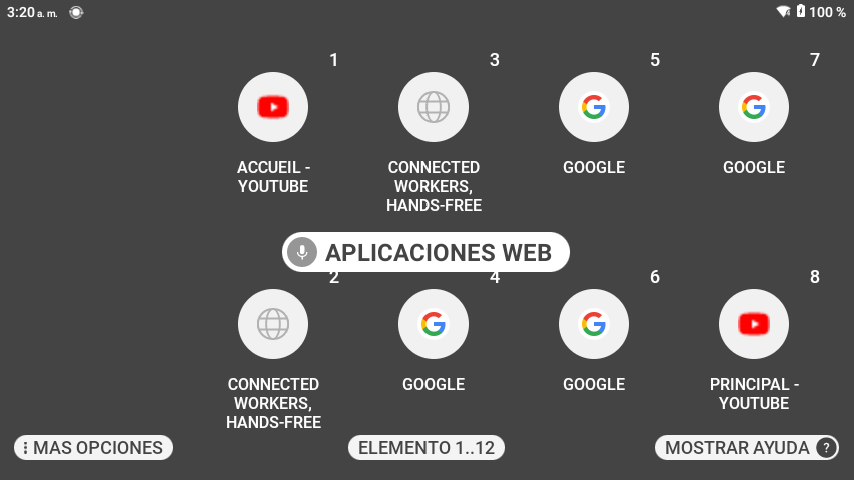 3:20 a. m.
100 %
1
3
5
7
ACCUEIL -
YOUTUBE
CONNECTED
WORKERS,
HANDS-FREE
GOOGLE
GOOGLE
APLICACIONES WEB
2
4
6
8
CONNECTED
WORKERS,
HANDS-FREE
GOOGLE
GOOGLE
PRINCIPAL -
YOUTUBE
MAS OPCIONES
ELEMENTO 1..12
MOSTRAR AYUDA ?